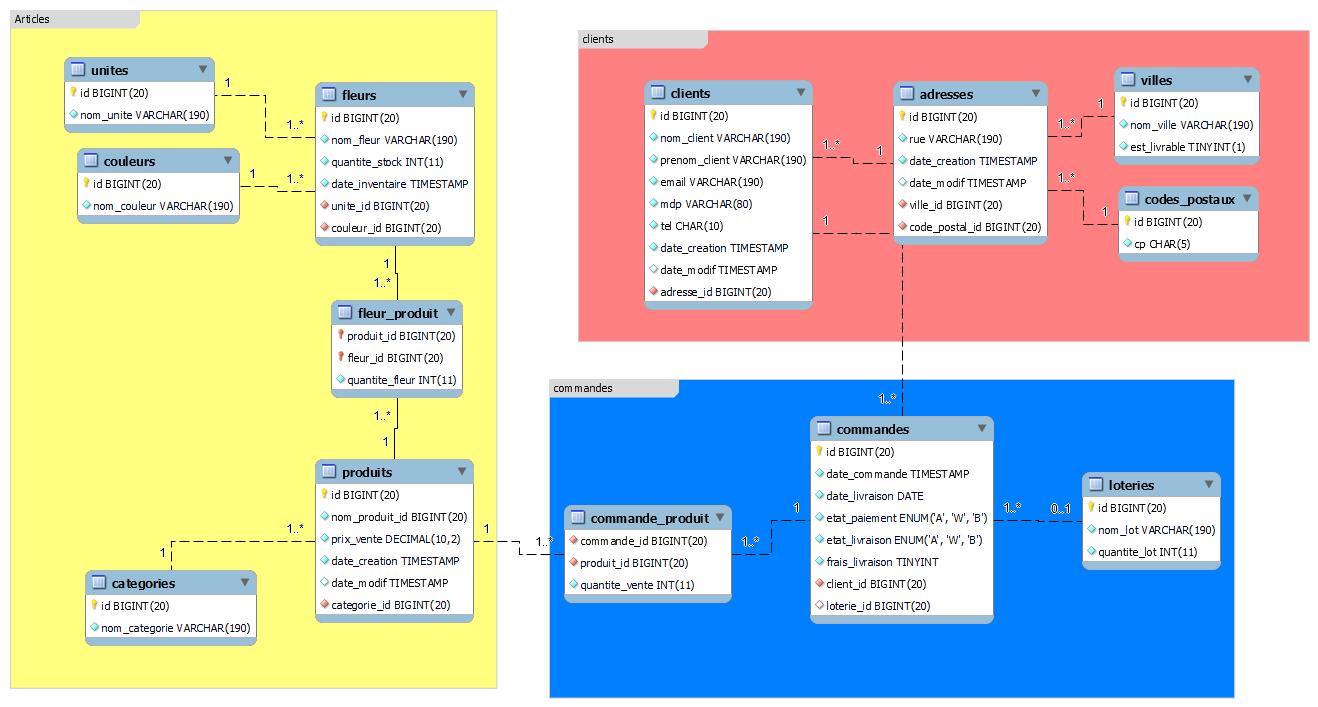 Articles
unites
id BIGINT(20)
nom_unite VARCHAR(190)
1
1..*
couleurs
id BIGINT(20)
nom_couleur VARCHAR(190)
1
1..*
fleurs
id BIGINT(20)
nom_fleur VARCHAR(190)
quantite_stock INT(11)
date_inventaire TIMESTAMP
unite_id BIGINT(20)
couleur_id BIGINT(20)
1
1..*
fleur_produit
produit_id BIGINT(20)
fleur_id BIGINT(20)
quantite_fleur INT(11)
1..*
1
produits
id BIGINT(20)
nom_produit_id BIGINT(20)
prix_vente DECIMAL(10,2)
date_creation TIMESTAMP
date_modif TIMESTAMP
categorie_id BIGINT(20)
1..*
1
categories
id BIGINT(20)
nom_categorie VARCHAR(190)
clients
clients
id BIGINT(20)
nom_client VARCHAR(190)
prenom_client VARCHAR(190)
email VARCHAR(190)
mdp VARCHAR(80)
tel CHAR(10)
date_creation TIMESTAMP
date_modif TIMESTAMP
adresse_id BIGINT(20)
1..*
1
1
adresses
id BIGINT(20)
rue VARCHAR(190)
date_creation TIMESTAMP
date_modif TIMESTAMP
ville_id BIGINT(20)
code_postal_id BIGINT(20)
1..*
1
1..*
1
villes
id BIGINT(20)
nom_ville VARCHAR(190)
est_livrable TINYINT(1)
codes_postaux
id BIGINT(20)
cp CHAR(5)
commandes
1..*
commandes
id BIGINT(20)
date_commande TIMESTAMP
date_livraison DATE
etat_paiement ENUM('A', 'W', 'B')
etat_livraison ENUM('A', 'W', 'B')
frais_livraison TINYINT
client_id BIGINT(20)
loterie_id BIGINT(20)
1
1..*
commande_produit
commande_id BIGINT(20)
produit_id BIGINT(20)
quantite_vente INT(11)
1..*
1
1..*
0..1
loteries
id BIGINT(20)
nom_lot VARCHAR(190)
quantite_lot INT(11)